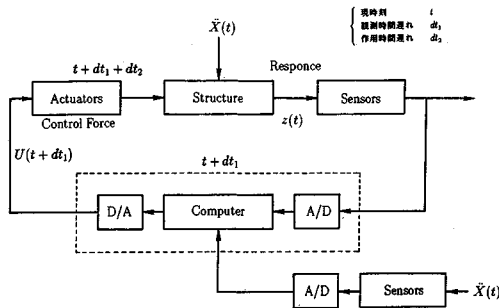 現時刻 t
観測時間遅れ dt₁
作用時間遅れ dt₂
Ẍ(t)
t + dt₁ + dt₂
Responce
Actuators
Structure
Sensors
Control Force
z(t)
U(t + dt₁)
t + dt₁
D/A
Computer
A/D
A/D
Sensors
Ẍ(t)